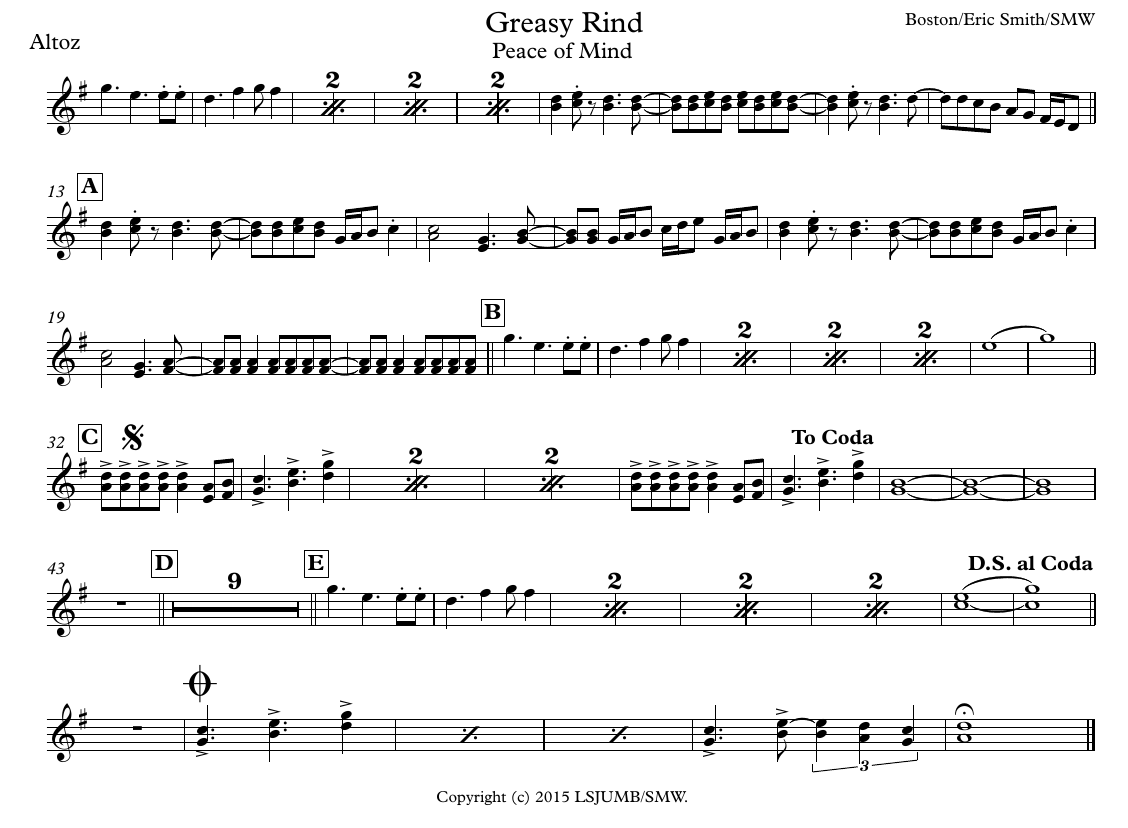 Greasy Rind
Peace of Mind
Boston/Eric Smith/SMW
Altoz
2 2 2
13 A
19 B 2 2 2
32 C 2 2 To Coda
43 D 9 E 2 2 2 D.S. al Coda
3
Copyright (c) 2015 LSJUMB/SMW.